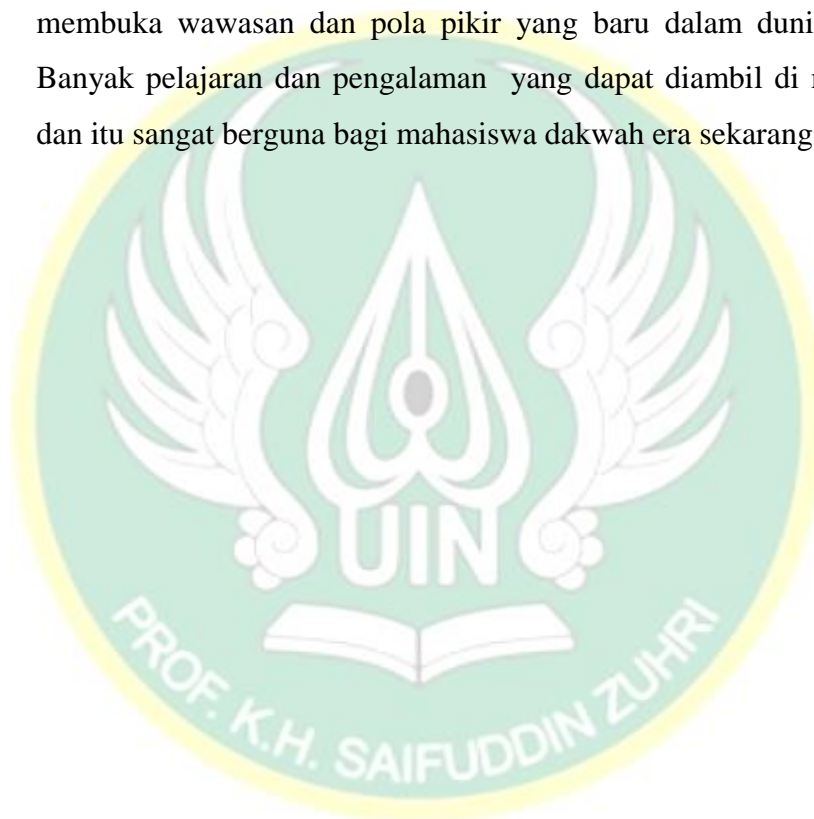 membuka wawasan dan pola pikir yang baru dalam duni
Banyak pelajaran dan pengalaman yang dapat diambil di
dan itu sangat berguna bagi mahasiswa dakwah era sekarang
UIN
PROF. K.H. SAIFUDDIN ZUHRI